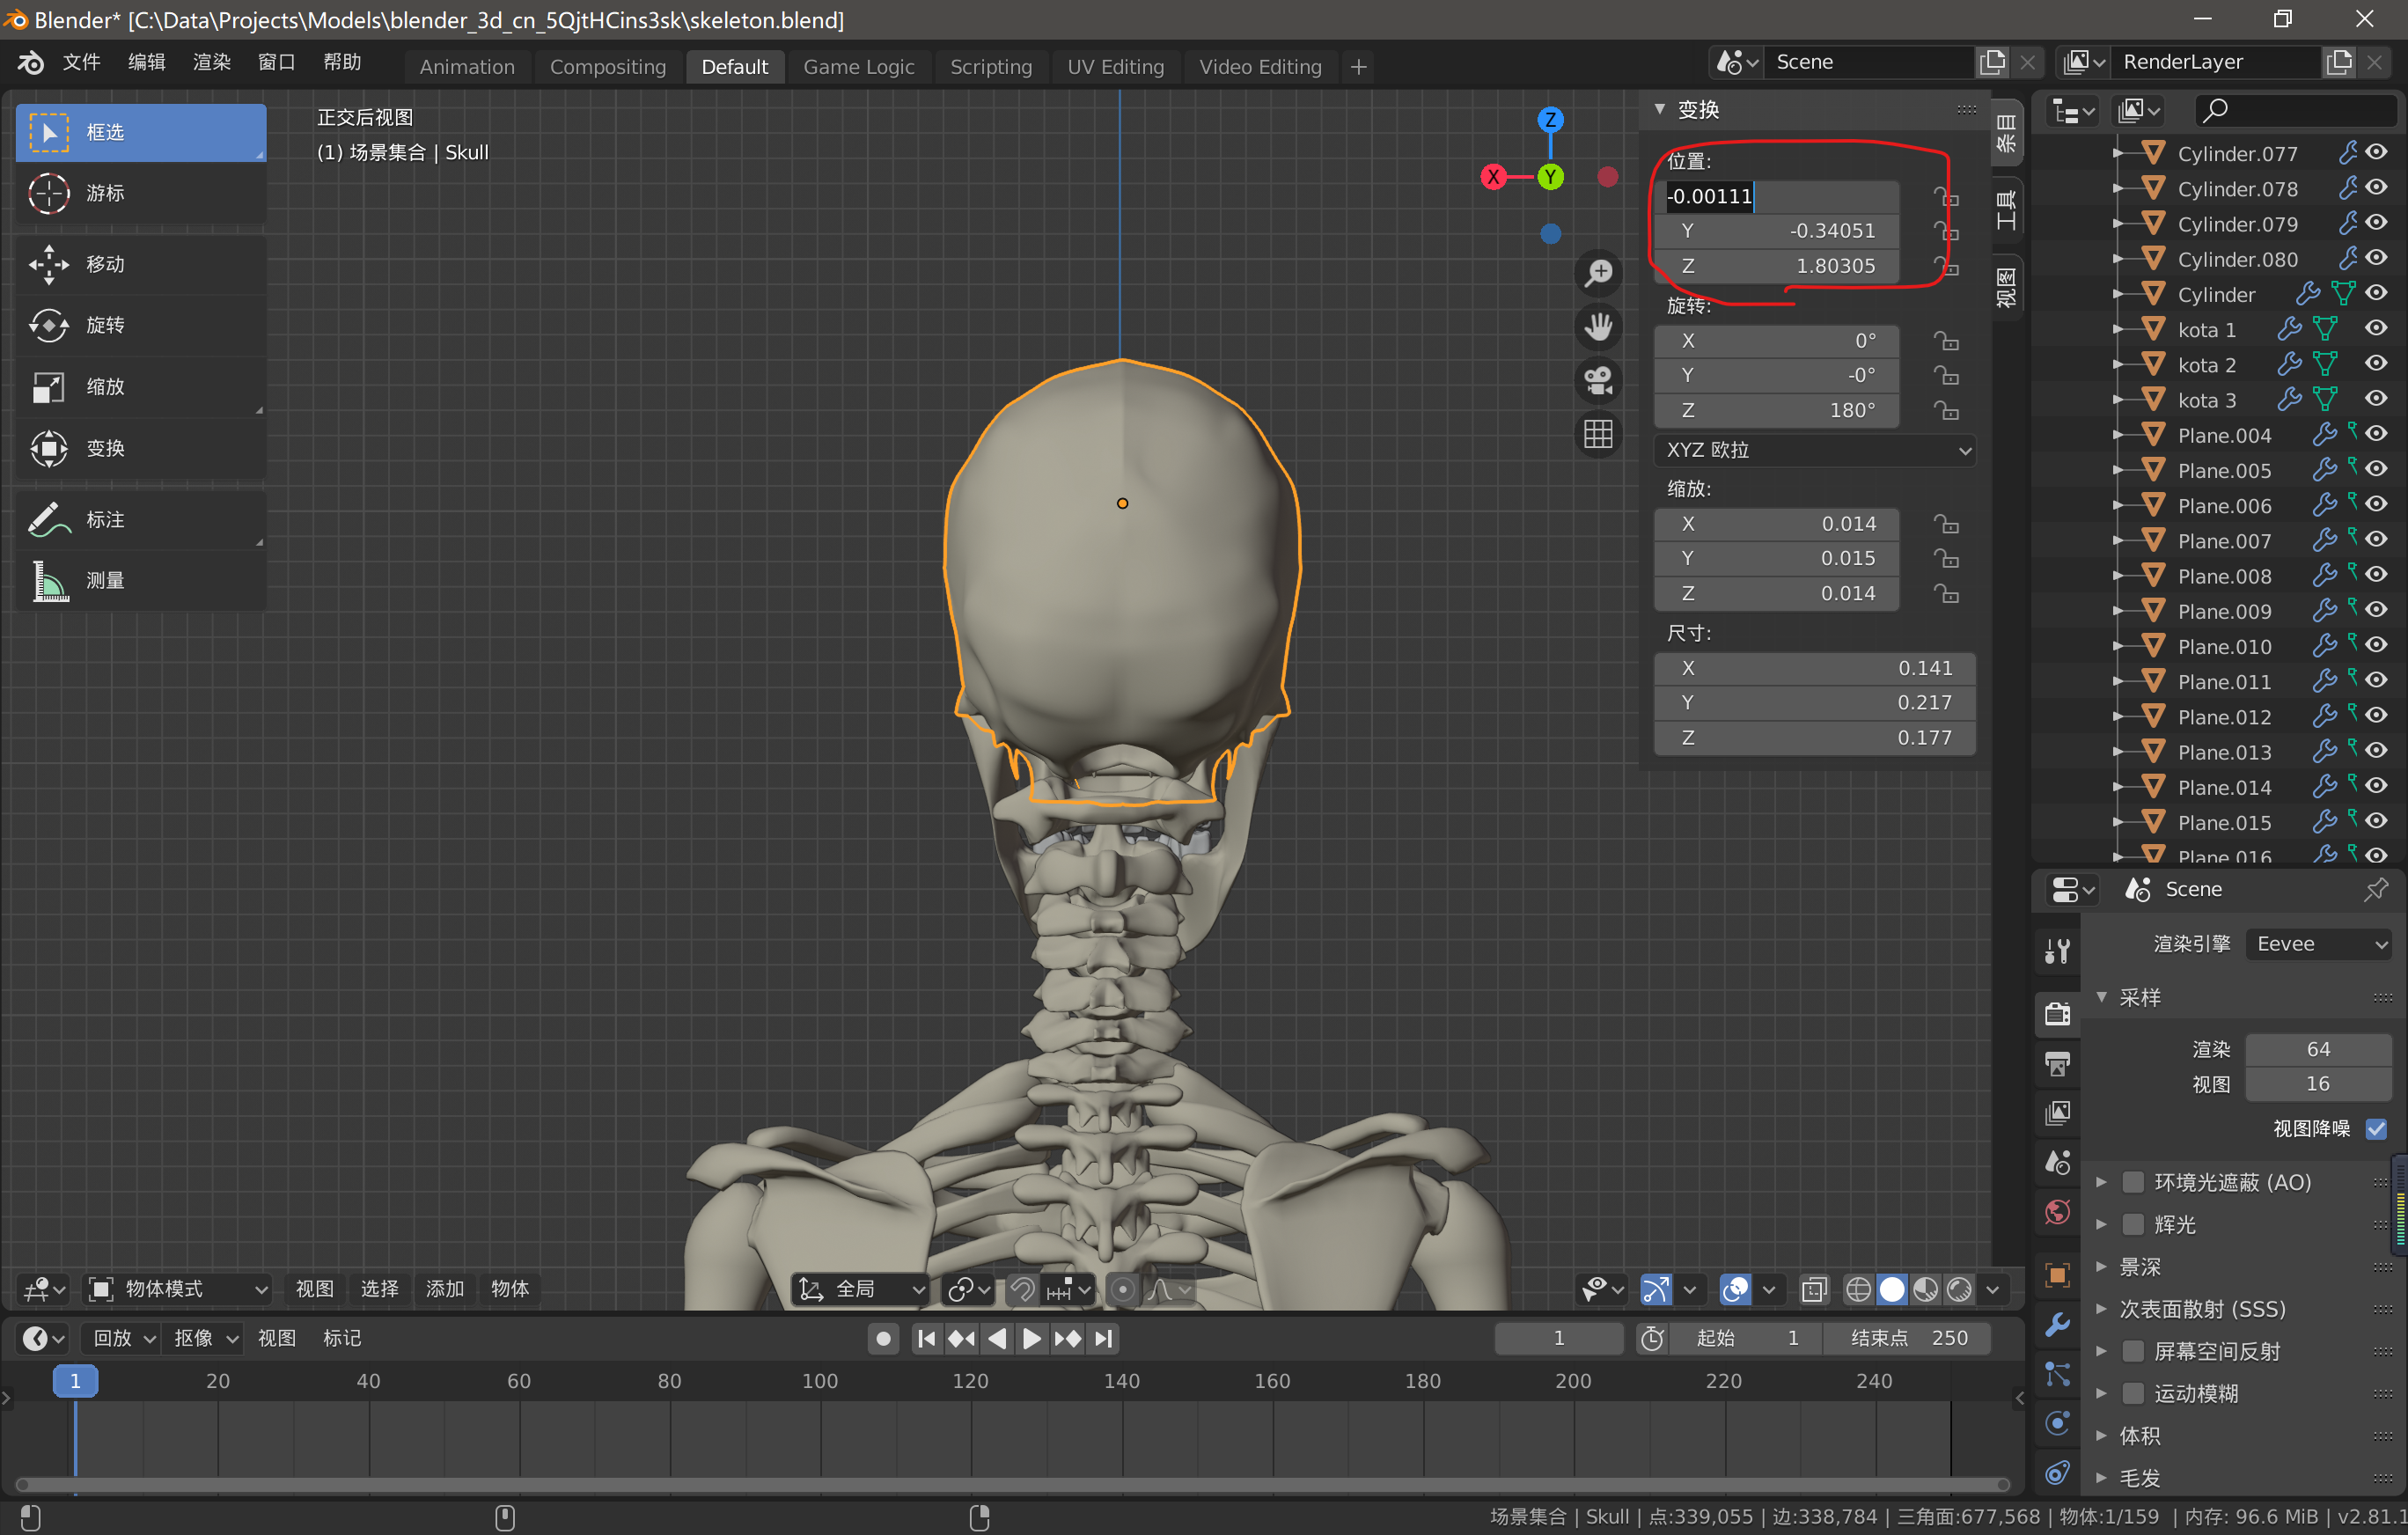 Blender* [C:\Data\Projects\Models\blender_3d_cn_5QjtHCins3sk\skeleton.blend]
文件 编辑 渲染 窗口 帮助 Animation Compositing Default Game Logic Scripting UV Editing Video Editing + Scene RenderLayer
框选
游标
移动
旋转
缩放
变换
标注
测量
正交后视图
(1) 场景集合 | Skull
Z
X
Y
变换
位置:
-0.00111
Y -0.34051
Z 1.80305
旋转:
X 0°
Y -0°
Z 180°
XYZ 欧拉
缩放:
X 0.014
Y 0.015
Z 0.014
尺寸:
X 0.141
Y 0.217
Z 0.177
条目
工具
视图
Cylinder.077
Cylinder.078
Cylinder.079
Cylinder.080
Cylinder
kota 1
kota 2
kota 3
Plane.004
Plane.005
Plane.006
Plane.007
Plane.008
Plane.009
Plane.010
Plane.011
Plane.012
Plane.013
Plane.014
Plane.015
Plane.016
Scene
渲染引擎 Eevee
采样
渲染 64
视图 16
视图降噪
环境光遮蔽 (AO)
辉光
景深
次表面散射 (SSS)
屏幕空间反射
运动模糊
体积
毛发
物体模式 视图 选择 添加 物体 全局
回放 抠像 视图 标记 1 起始 1 结束点 250
1 20 40 60 80 100 120 140 160 180 200 220 240
场景集合 | Skull | 点:339,055 | 边:338,784 | 三角面:677,568 | 物体:1/159 | 内存: 96.6 MiB | v2.81.